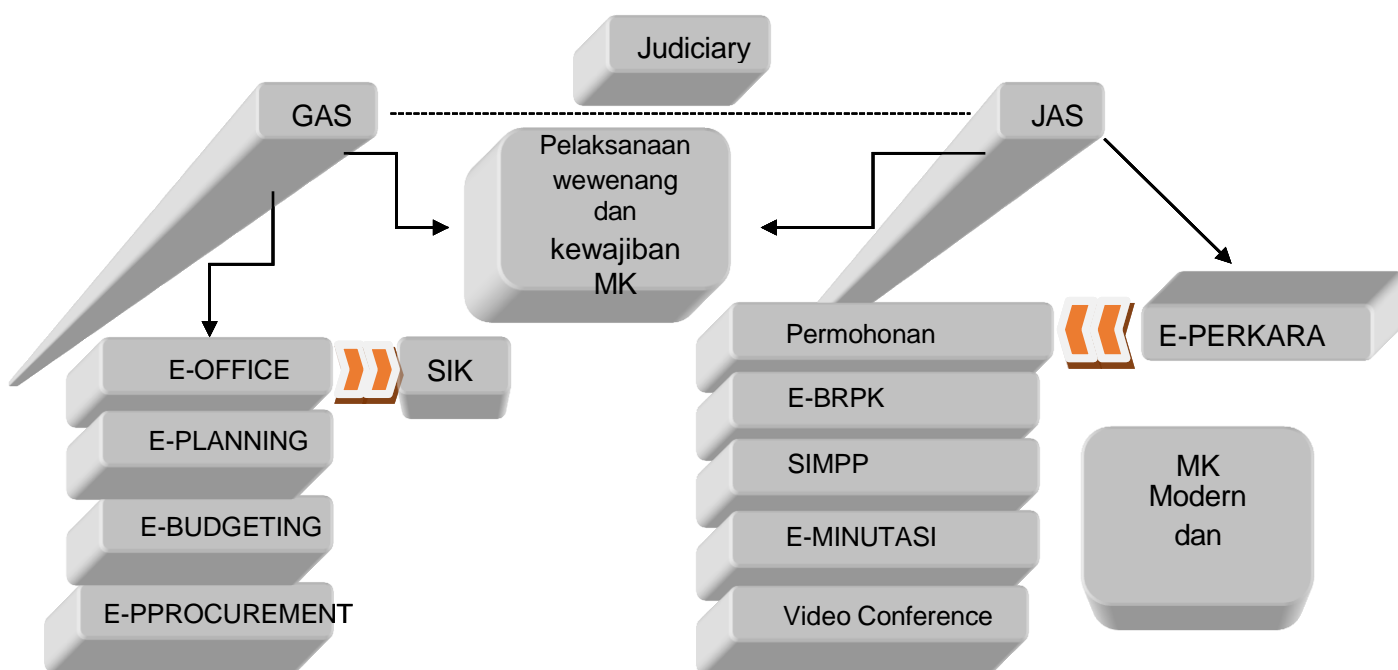 Judiciary
GAS
JAS
Pelaksanaan
wewenang
dan
kewajiban
MK
Permohonan
E-PERKARA
E-OFFICE
SIK
E-BRPK
E-PLANNING
SIMPP
MK
Modern
dan
E-BUDGETING
E-MINUTASI
E-PPROCUREMENT
Video Conference